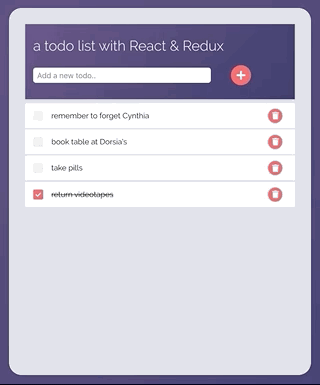 a todo list with React & Redux
Add a new todo..
remember to forget Cynthia
book table at Dorsia's
take pills
return videotapes